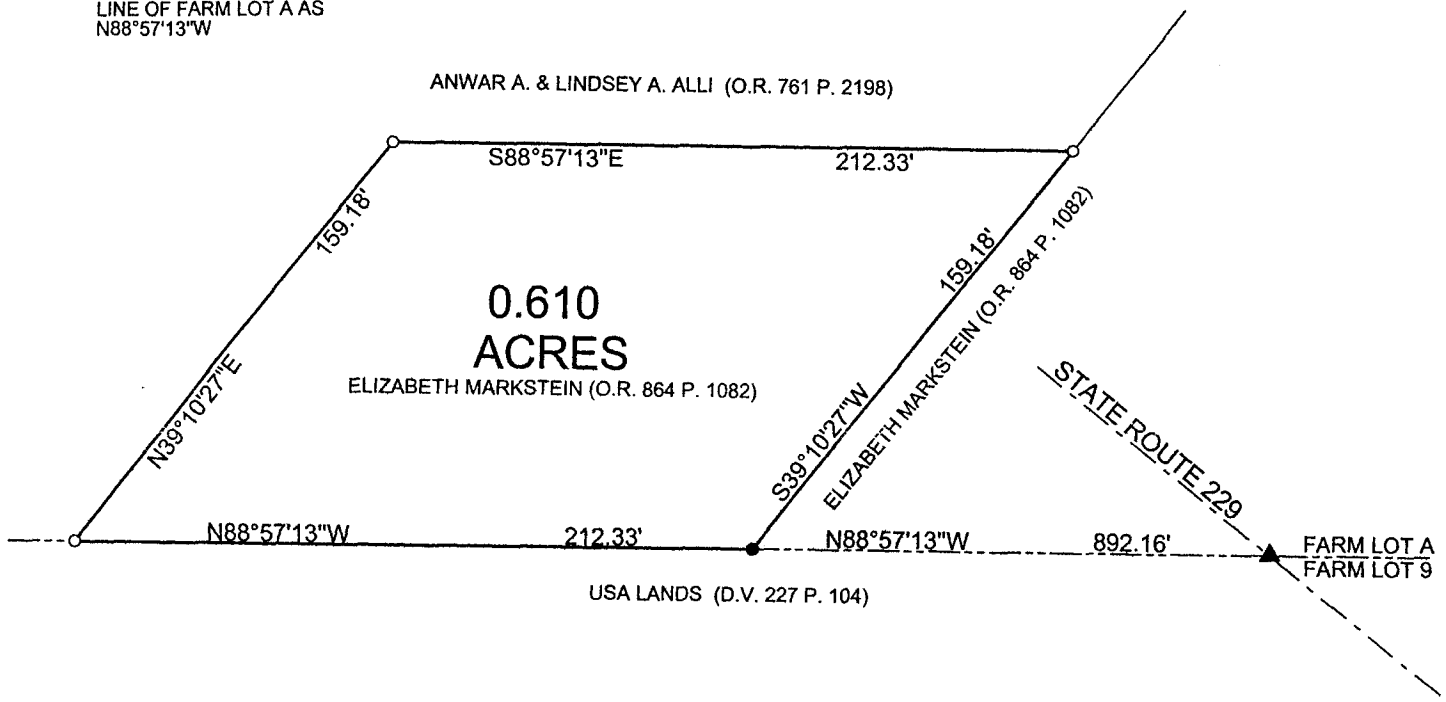 LINE OF FARM LOT A AS
N88°57'13"W
ANWAR A. & LINDSEY A. ALLI (O.R. 761 P. 2198)
S88°57'13"E 212.33'
159.18'
N39°10'27"E
0.610
ACRES
ELIZABETH MARKSTEIN (O.R. 864 P. 1082)
159.18'
S39°10'27"W
ELIZABETH MARKSTEIN (O.R. 864 P. 1082)
STATE ROUTE 229
N88°57'13"W 212.33'
N88°57'13"W 892.16'
FARM LOT A
FARM LOT 9
USA LANDS (D.V. 227 P. 104)